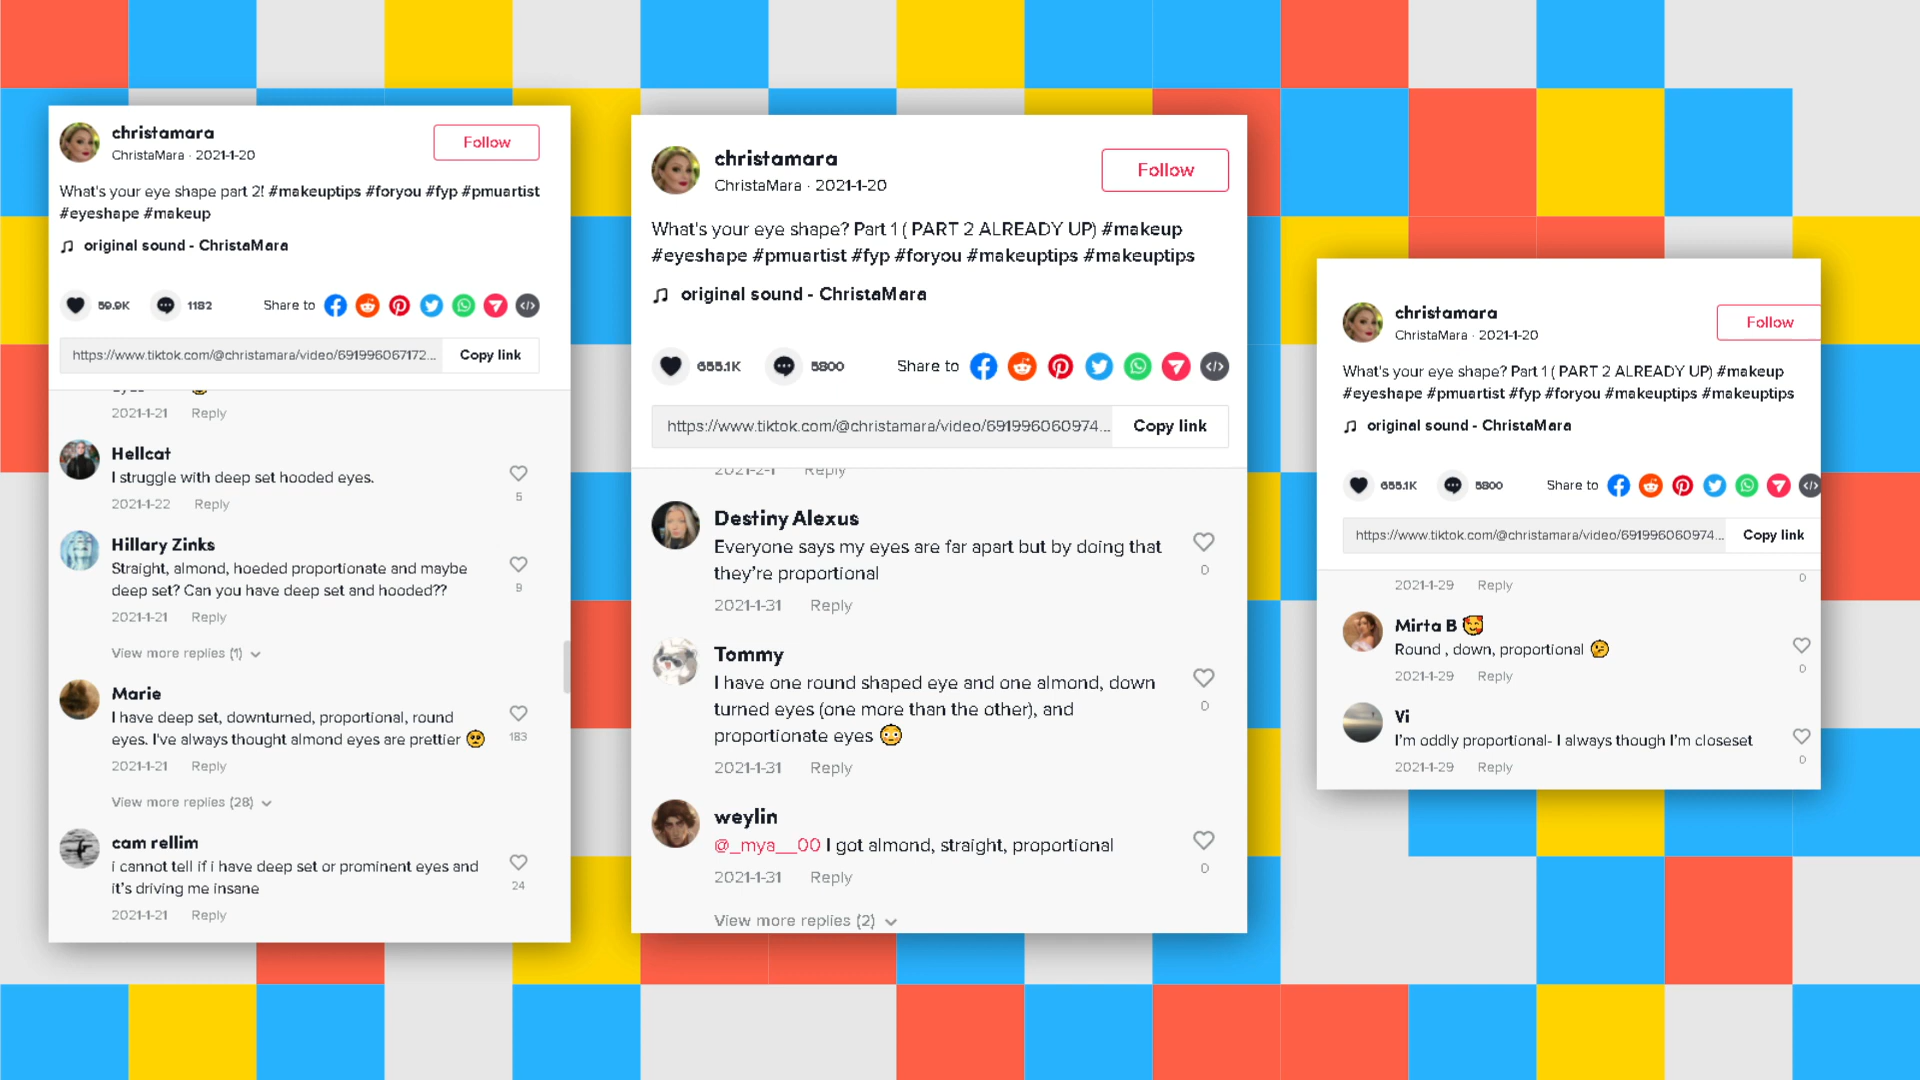 christamara
ChristaMara · 2021-1-20
Follow
What's your eye shape part 2! #makeuptips #foryou #fyp #pmuartist
#eyeshape #makeup
original sound - ChristaMara
59.9K
1182
Share to
https://www.tiktok.com/@christamara/video/691996067172...
Copy link
2021-1-21 Reply
Hellcat
I struggle with deep set hooded eyes.
5
2021-1-22 Reply
Hillary Zinks
Straight, almond, hoeded proportionate and maybe
deep set? Can you have deep set and hooded??
9
2021-1-21 Reply
View more replies (1)
Marie
I have deep set, downturned, proportional, round
eyes. I've always thought almond eyes are prettier 🥺
183
2021-1-21 Reply
View more replies (28)
cam rellim
i cannot tell if i have deep set or prominent eyes and
it's driving me insane
24
2021-1-21 Reply
christamara
ChristaMara · 2021-1-20
Follow
What's your eye shape? Part 1 ( PART 2 ALREADY UP) #makeup
#eyeshape #pmuartist #fyp #foryou #makeuptips #makeuptips
original sound - ChristaMara
655.1K
5800
Share to
https://www.tiktok.com/@christamara/video/691996060974...
Copy link
2021-2-1 Reply
Destiny Alexus
Everyone says my eyes are far apart but by doing that
they're proportional
0
2021-1-31 Reply
Tommy
I have one round shaped eye and one almond, down
turned eyes (one more than the other), and
proportionate eyes 😳
0
2021-1-31 Reply
weylin
@_mya__00 I got almond, straight, proportional
0
2021-1-31 Reply
View more replies (2)
christamara
ChristaMara · 2021-1-20
Follow
What's your eye shape? Part 1 ( PART 2 ALREADY UP) #makeup
#eyeshape #pmuartist #fyp #foryou #makeuptips #makeuptips
original sound - ChristaMara
655.1K
5800
Share to
https://www.tiktok.com/@christamara/video/691996060974...
Copy link
0
2021-1-29 Reply
Mirta B 🥰
Round , down, proportional 🤔
0
2021-1-29 Reply
Vi
I'm oddly proportional- I always though I'm closeset
0
2021-1-29 Reply